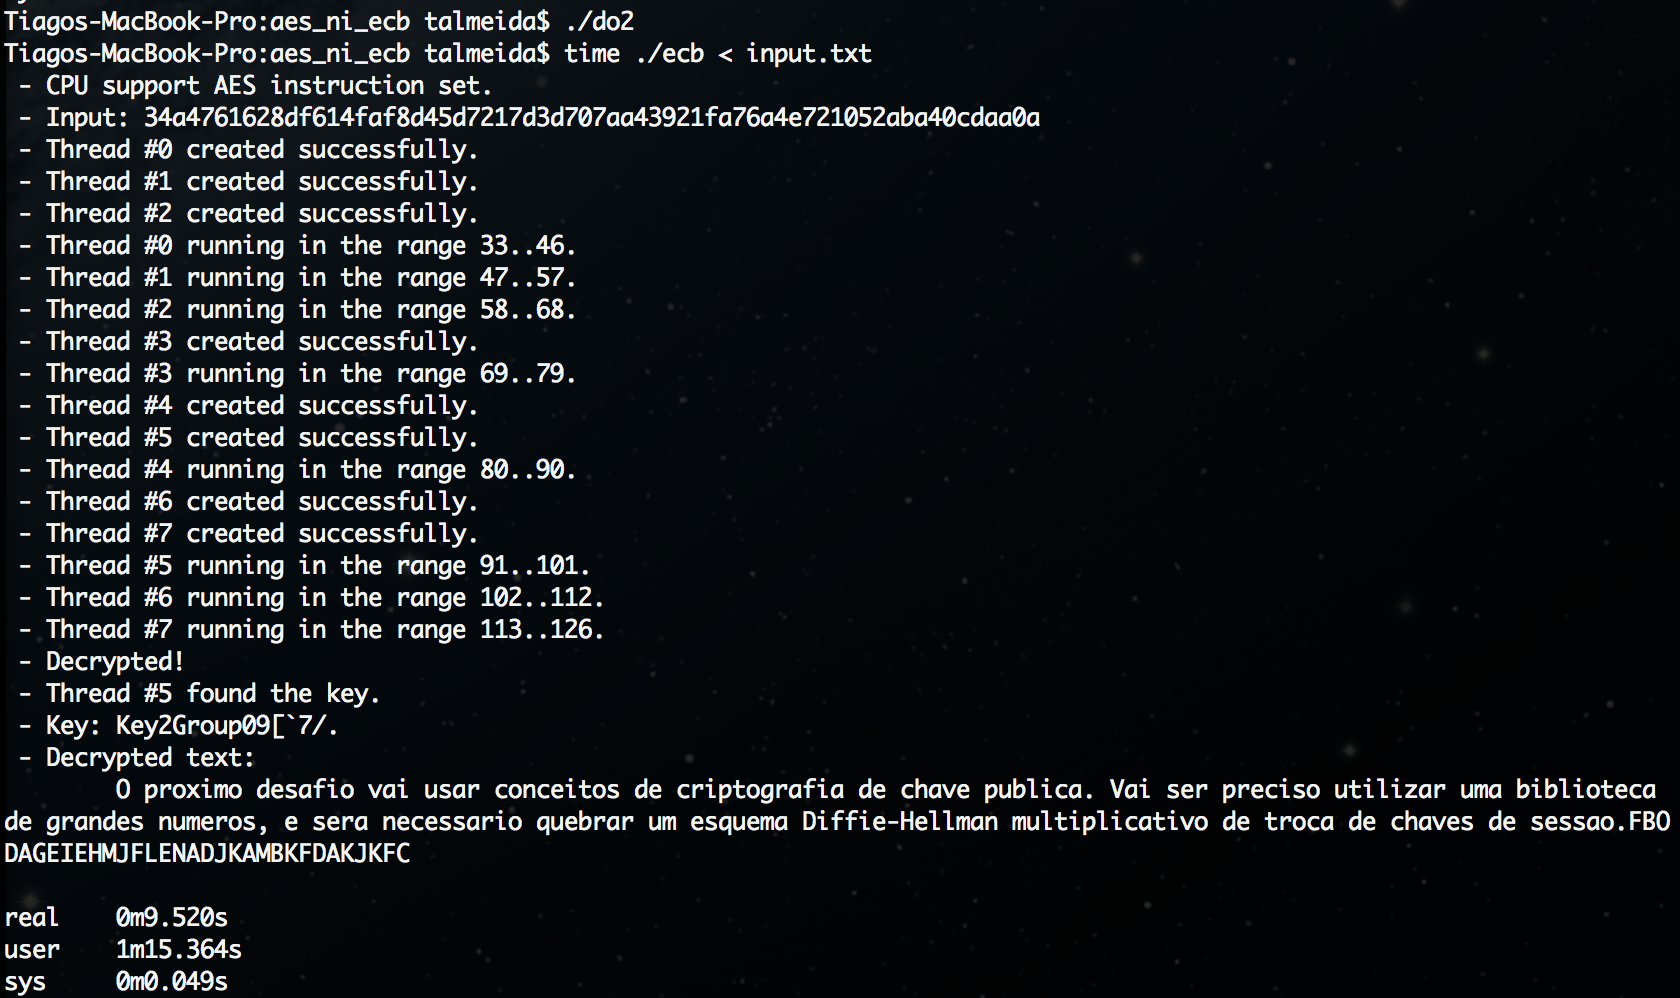 Tiagos-MacBook-Pro:aes_ni_ecb talmeida$ ./do2
Tiagos-MacBook-Pro:aes_ni_ecb talmeida$ time ./ecb < input.txt
- CPU support AES instruction set.
- Input: 34a4761628df614faf8d45d7217d3d707aa43921fa76a4e721052aba40cdaa0a
- Thread #0 created successfully.
- Thread #1 created successfully.
- Thread #2 created successfully.
- Thread #0 running in the range 33..46.
- Thread #1 running in the range 47..57.
- Thread #2 running in the range 58..68.
- Thread #3 created successfully.
- Thread #3 running in the range 69..79.
- Thread #4 created successfully.
- Thread #5 created successfully.
- Thread #4 running in the range 80..90.
- Thread #6 created successfully.
- Thread #7 created successfully.
- Thread #5 running in the range 91..101.
- Thread #6 running in the range 102..112.
- Thread #7 running in the range 113..126.
- Decrypted!
- Thread #5 found the key.
- Key: Key2Group09[`7/.
- Decrypted text:
O proximo desafio vai usar conceitos de criptografia de chave publica. Vai ser preciso utilizar uma biblioteca
de grandes numeros, e sera necessario quebrar um esquema Diffie-Hellman multiplicativo de troca de chaves de sessao.FBO
DAGEIEHMJFLENADJKAMBKFDAKJKFC
real 0m9.520s
user 1m15.364s
sys 0m0.049s